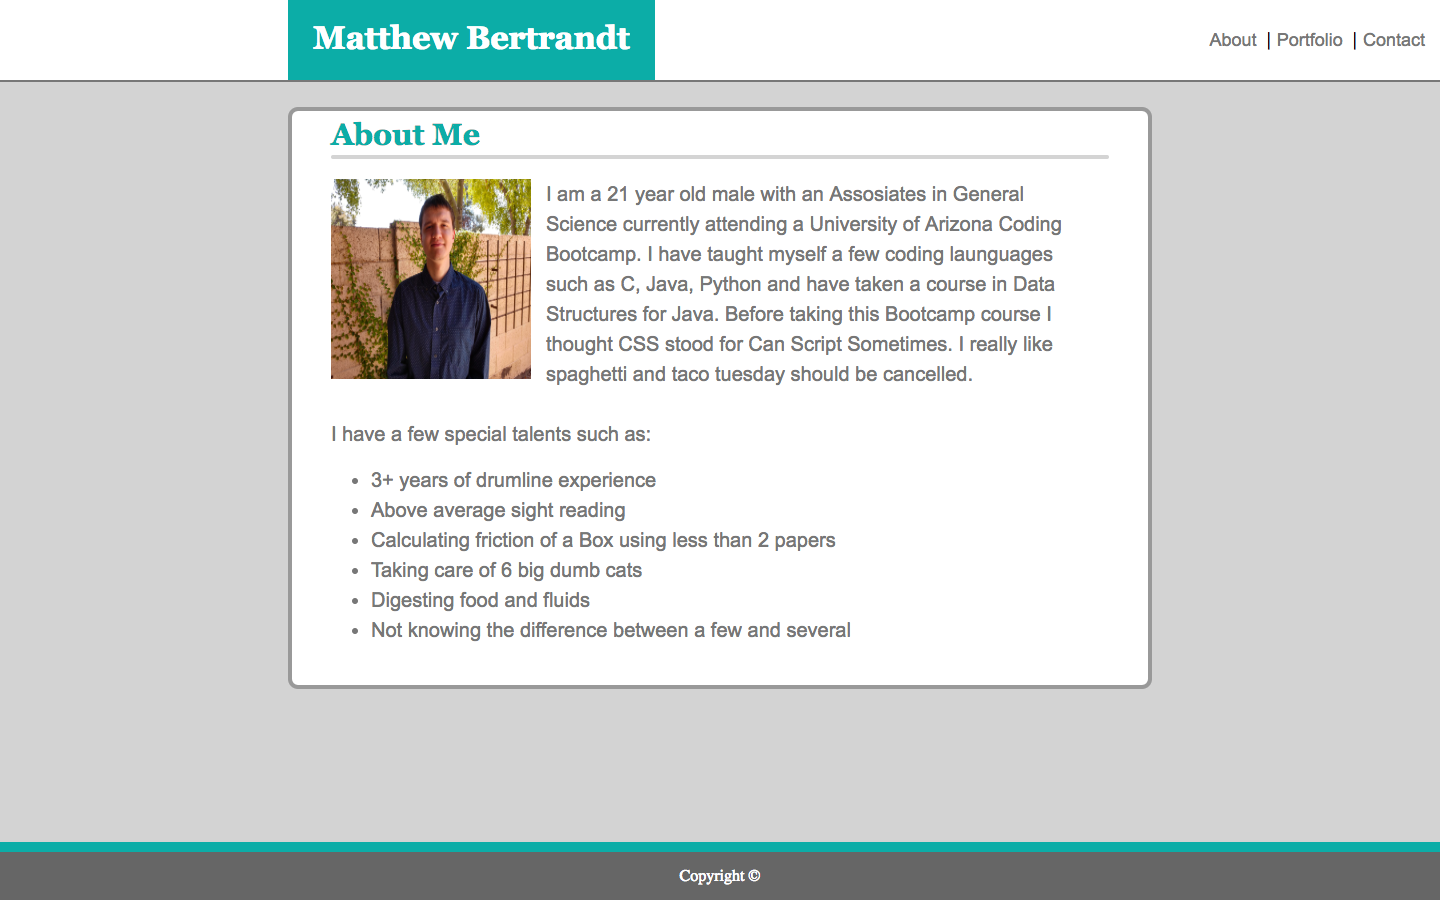 Matthew Bertrandt
About | Portfolio | Contact
About Me
I am a 21 year old male with an Assosiates in General
Science currently attending a University of Arizona Coding
Bootcamp. I have taught myself a few coding launguages
such as C, Java, Python and have taken a course in Data
Structures for Java. Before taking this Bootcamp course I
thought CSS stood for Can Script Sometimes. I really like
spaghetti and taco tuesday should be cancelled.
I have a few special talents such as:
• 3+ years of drumline experience
• Above average sight reading
• Calculating friction of a Box using less than 2 papers
• Taking care of 6 big dumb cats
• Digesting food and fluids
• Not knowing the difference between a few and several
Copyright ©